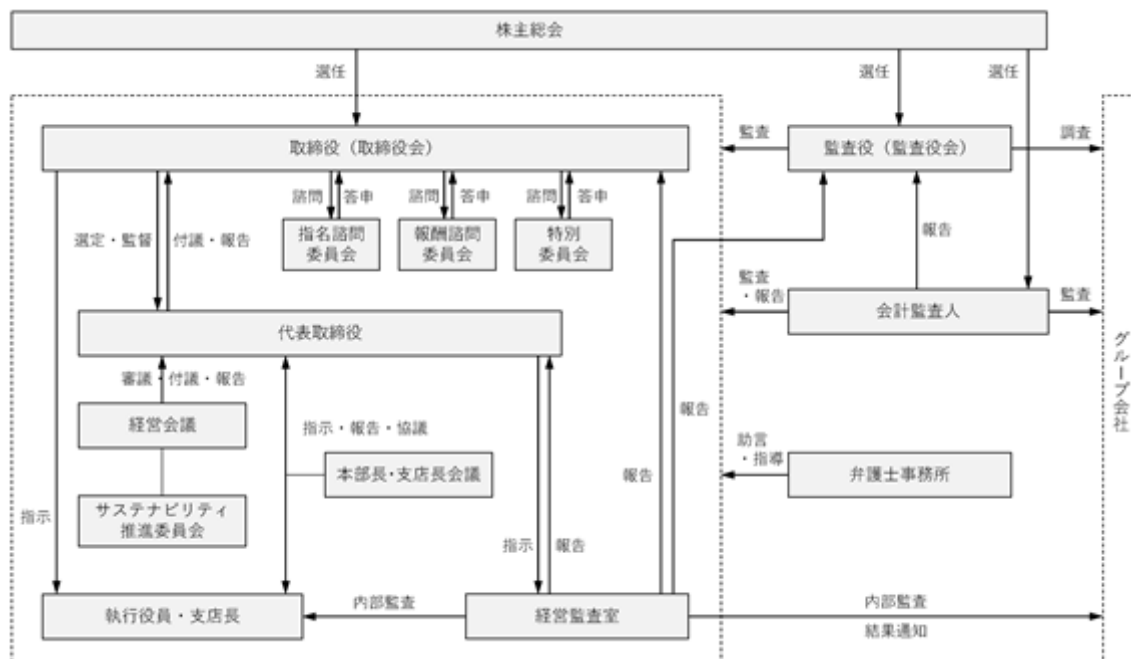 株主総会
選任
選任
選任
取締役（取締役会）
監査
監査役（監査役会）
調査
諮問
答申
諮問
答申
諮問
答申
選定・監督
付議・報告
指名諮問
委員会
報酬諮問
委員会
特別
委員会
報告
監査
・報告
会計監査人
監査
代表取締役
グループ会社
審議・付議・報告
経営会議
指示・報告・協議
報告
助言
・指導
本部長・支店長会議
報告
弁護士事務所
サステナビリティ
推進委員会
指示
指示
報告
執行役員・支店長
内部監査
経営監査室
内部監査
結果通知